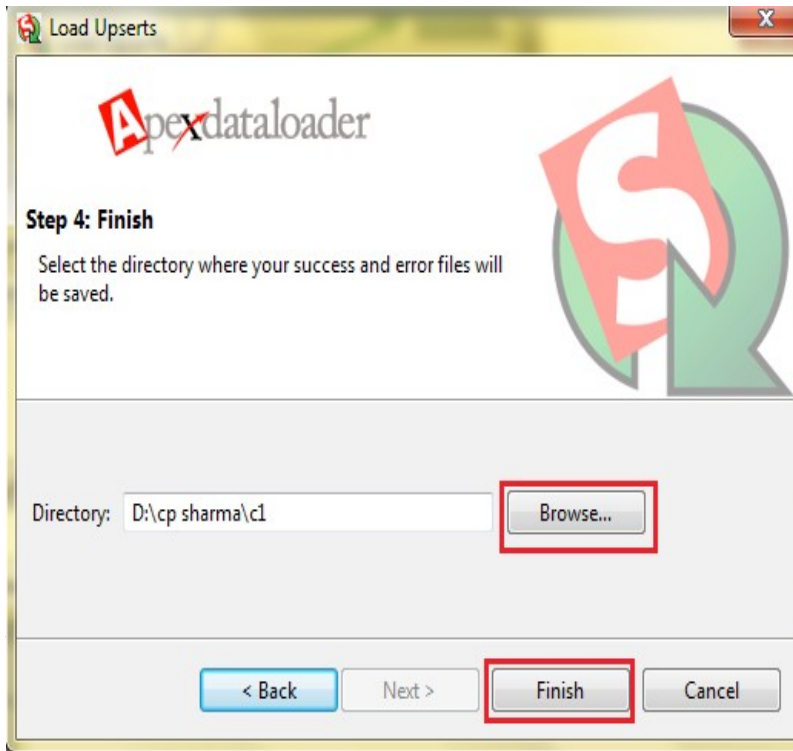 Load Upserts
X
Apexdataloader
Step 4: Finish
Select the directory where your success and error files will
be saved.
Directory: D:\cp sharma\c1 Browse...
< Back Next > Finish Cancel